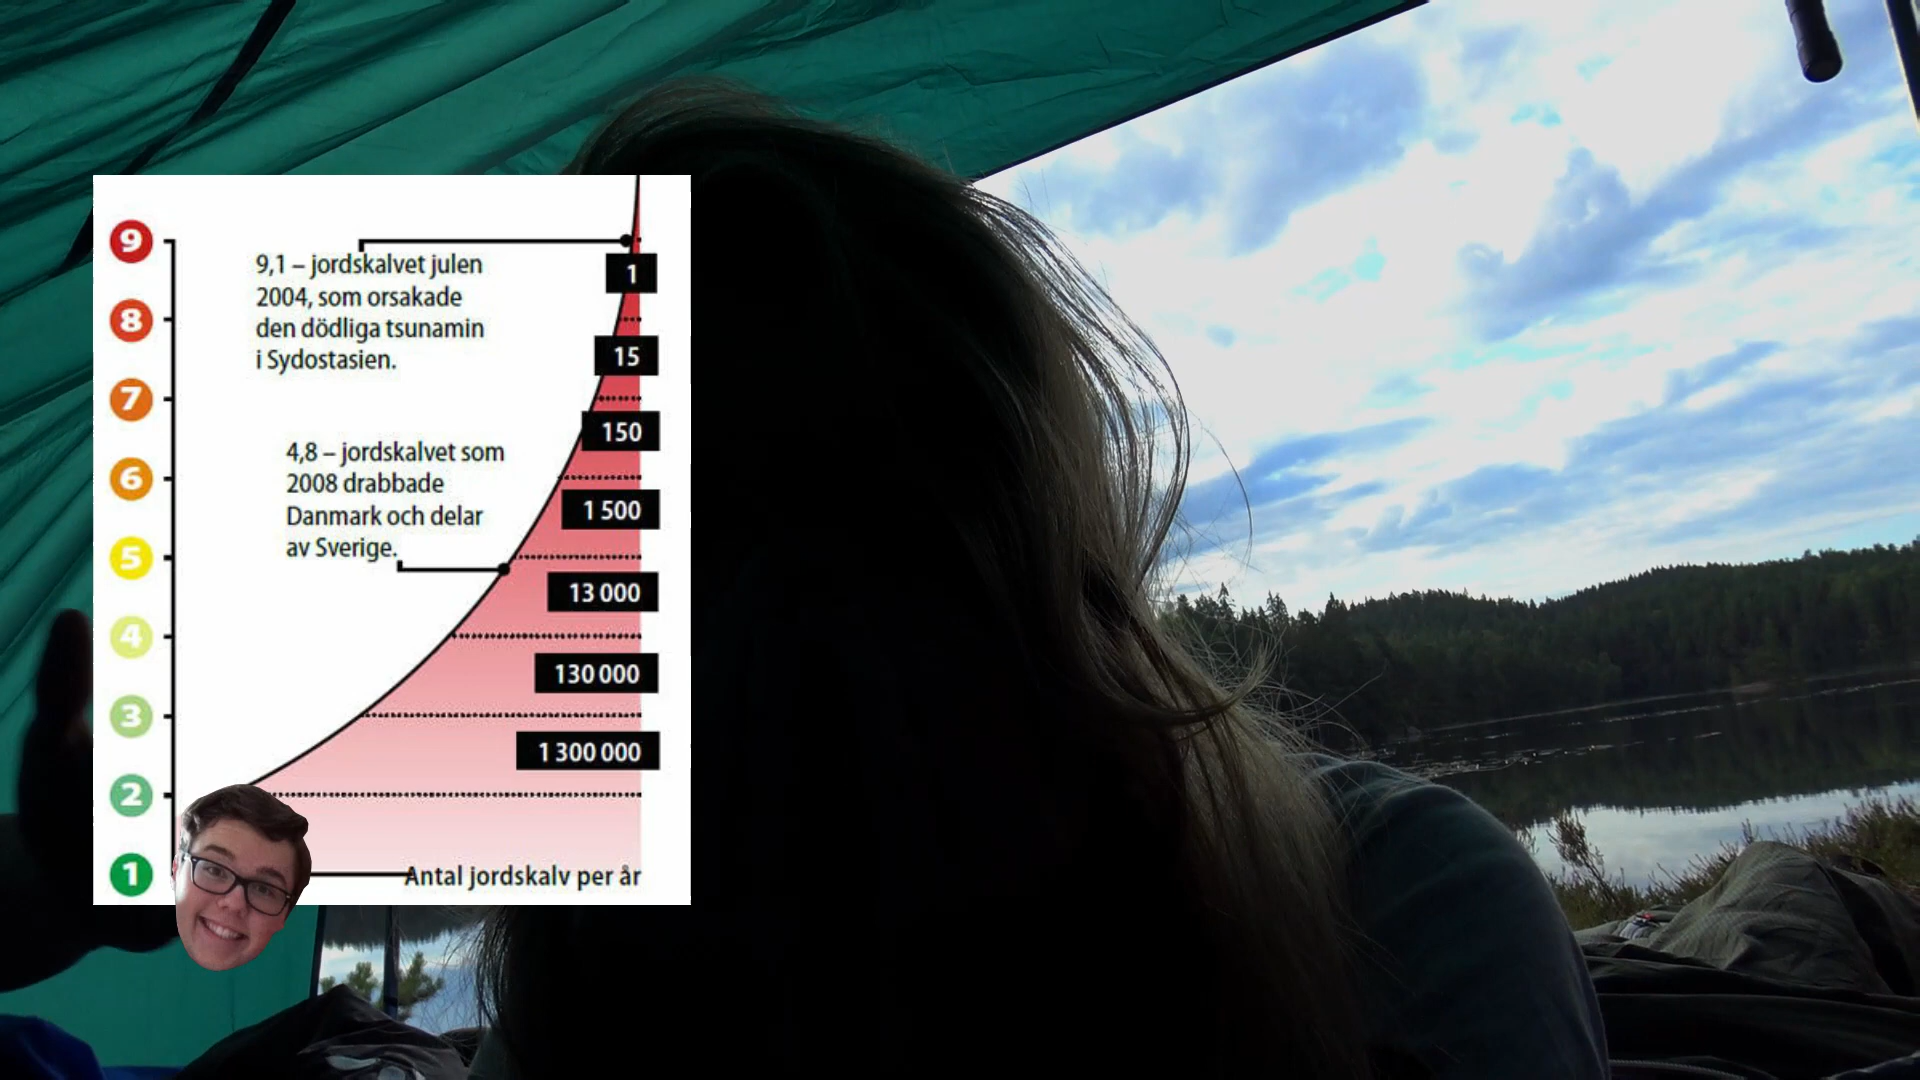 9
9,1 – jordskalvet julen
2004, som orsakade
den dödliga tsunamin
i Sydostasien.
1
8
15
7
150
4,8 – jordskalvet som
2008 drabbade
Danmark och delar
av Sverige.
6
1 500
5
13 000
4
130 000
3
1 300 000
2
1
Antal jordskalv per år